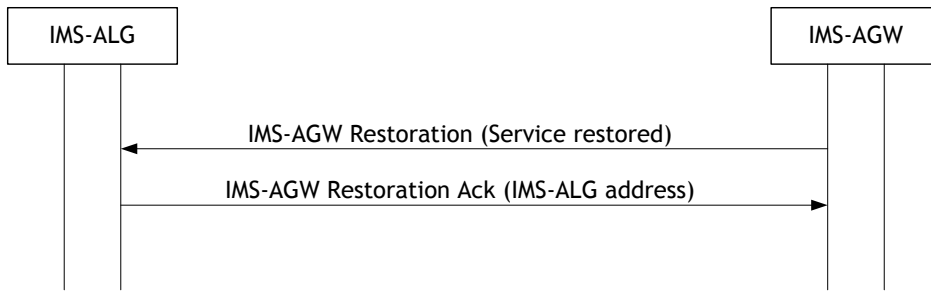 IMS-ALG
IMS-AGW
IMS-AGW Restoration (Service restored)
IMS-AGW Restoration Ack (IMS-ALG address)